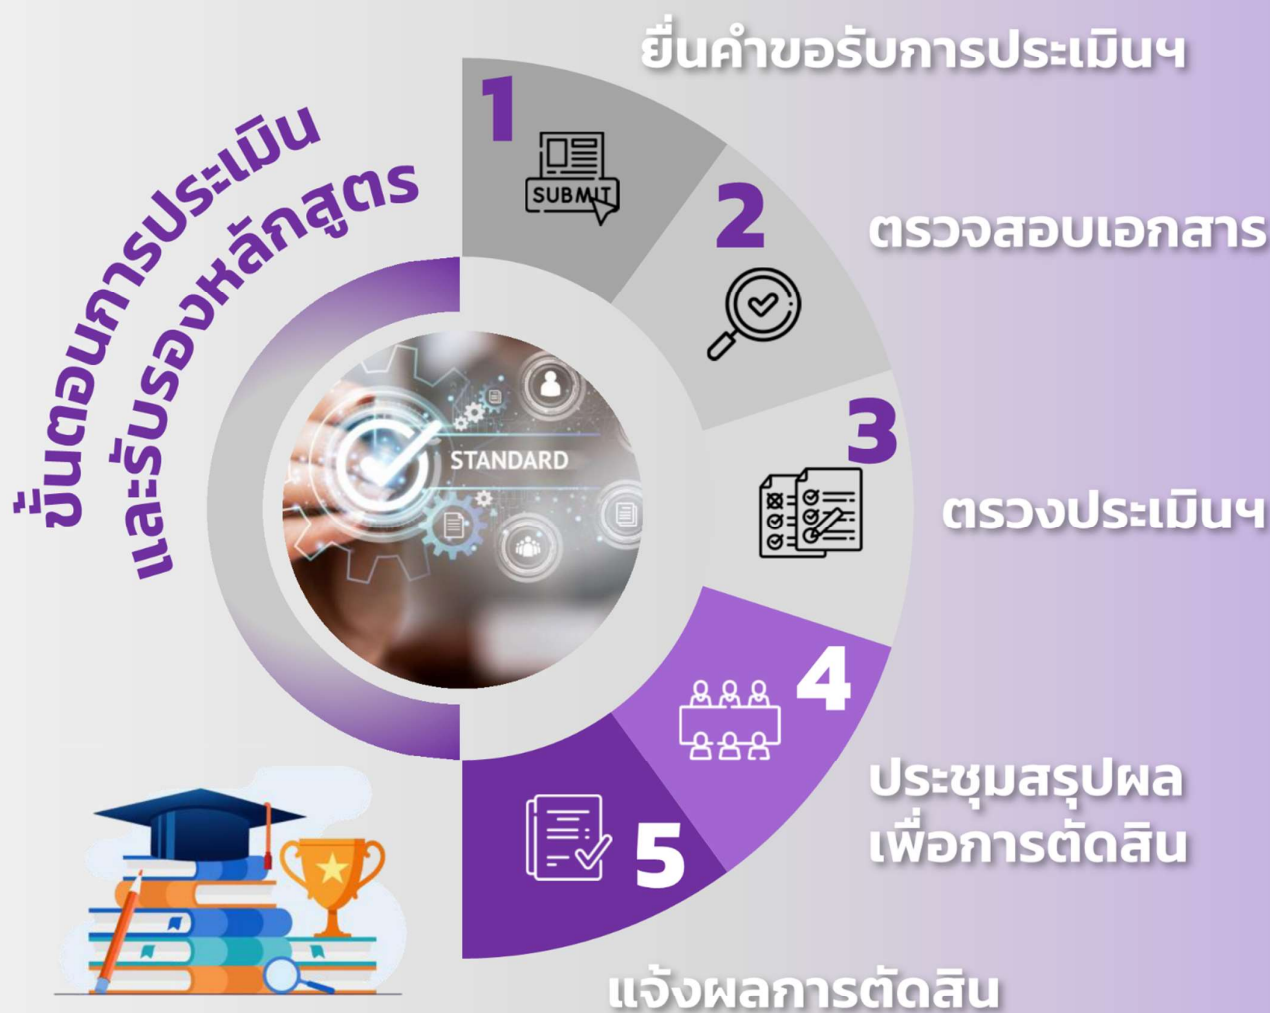 ขั้นตอนการประเมิน
และรับรองหลักสูตร
1
ยื่นคำขอรับการประเมินฯ
SUBMIT
2
ตรวจสอบเอกสาร
3
ตรวงประเมินฯ
STANDARD
4
ประชุมสรุปผล
เพื่อการตัดสิน
5
แจ้งผลการตัดสิน